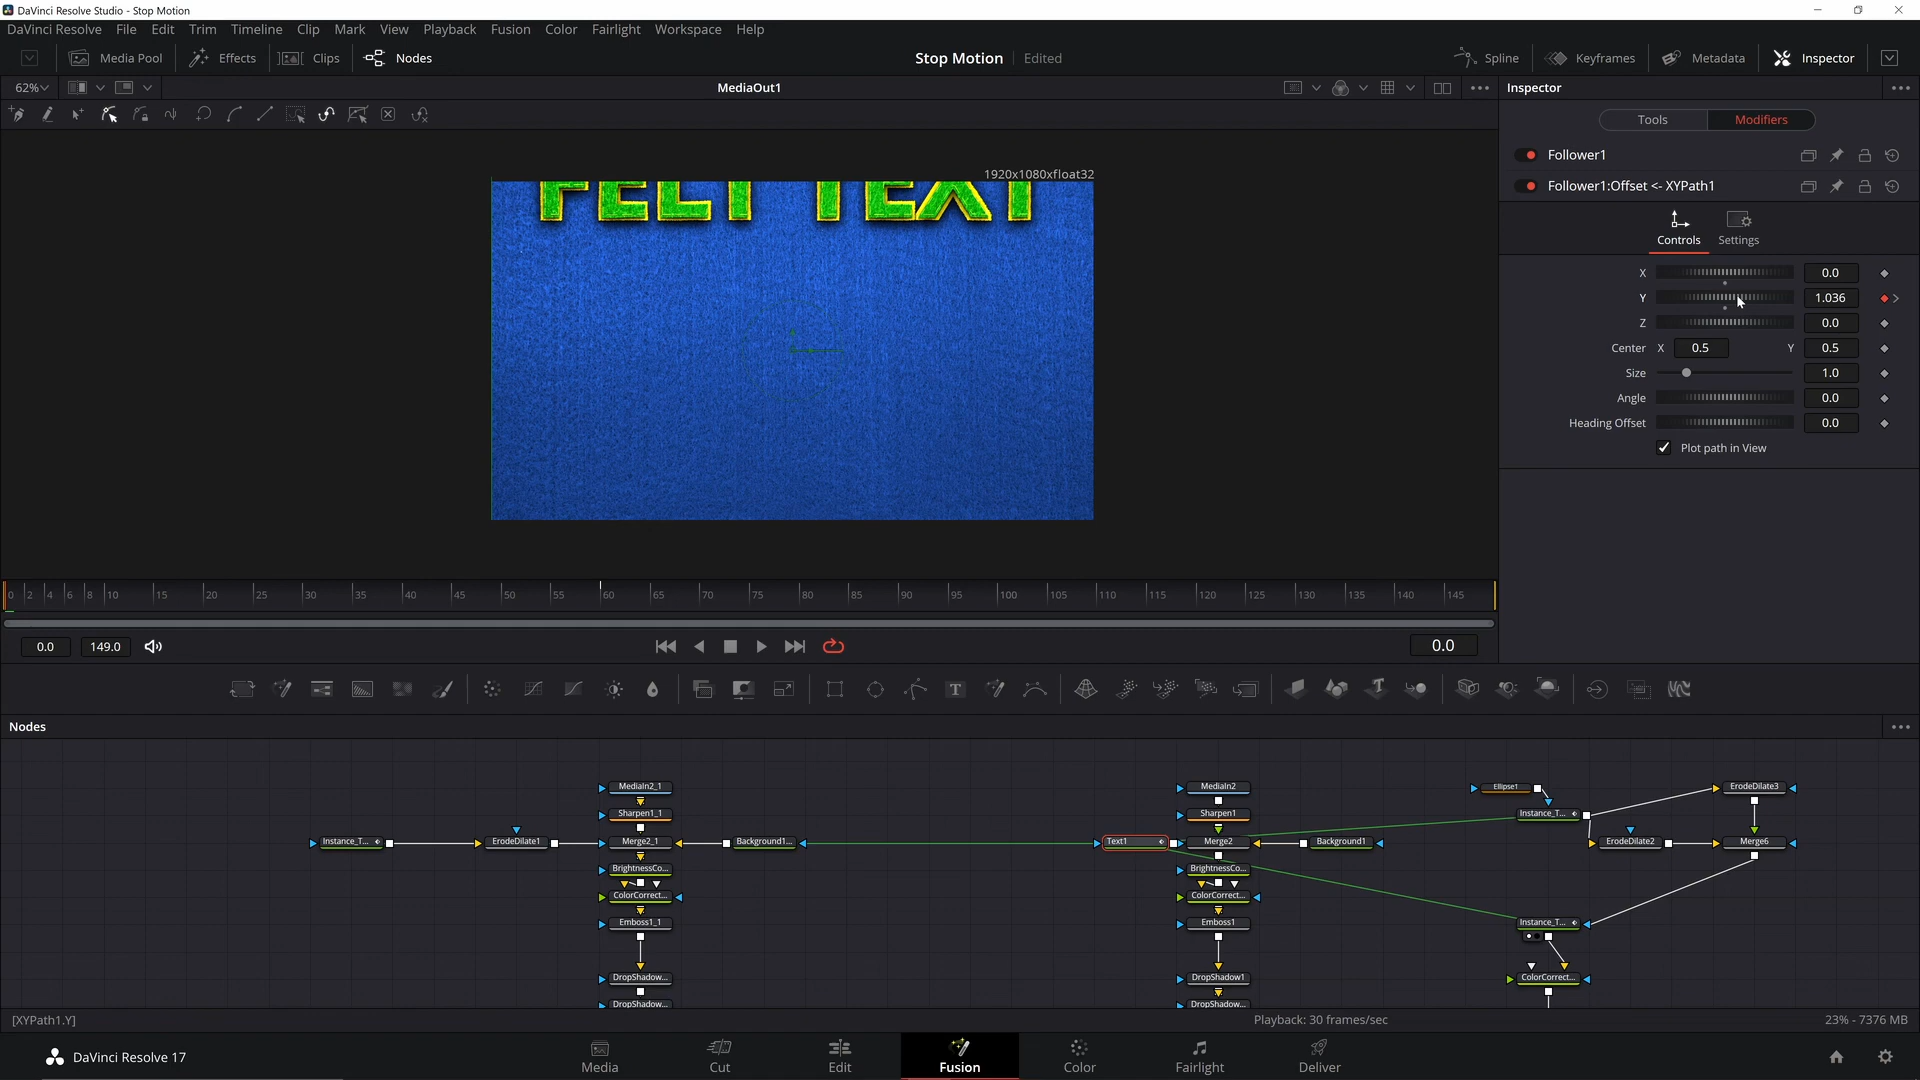 DaVinci Resolve Studio - Stop Motion
DaVinci Resolve File Edit Trim Timeline Clip Mark View Playback Fusion Color Fairlight Workspace Help
Media Pool Effects Clips Nodes Stop Motion Edited Spline Keyframes Metadata Inspector
62% MediaOut1 Inspector
Tools Modifiers
Follower1
Follower1:Offset <- XYPath1
Controls Settings
X 0.0
Y 1.036
Z 0.0
Center X 0.5 Y 0.5
Size 1.0
Angle 0.0
Heading Offset 0.0
Plot path in View
1920x1080xfloat32
FELT TEXT
0 2 4 6 8 10 15 20 25 30 35 40 45 50 55 60 65 70 75 80 85 90 95 100 105 110 115 120 125 130 135 140 145
0.0 149.0 0.0
Nodes
MediaIn2_1 MediaIn2 Ellipse1 ErodeDilate3
Sharpen1_1 Sharpen1 Instance_T...
Instance_T... ErodeDilate1 Merge2_1 Background1... Text1 Merge2 Background1 ErodeDilate2 Merge6
BrightnessCo... BrightnessCo...
ColorCorrect... ColorCorrect...
Emboss1_1 Emboss1 Instance_T...
DropShadow... DropShadow1 ColorCorrect...
DropShadow... DropShadow...
[XYPath1.Y] Playback: 30 frames/sec 23% - 7376 MB
DaVinci Resolve 17 Media Cut Edit Fusion Color Fairlight Deliver